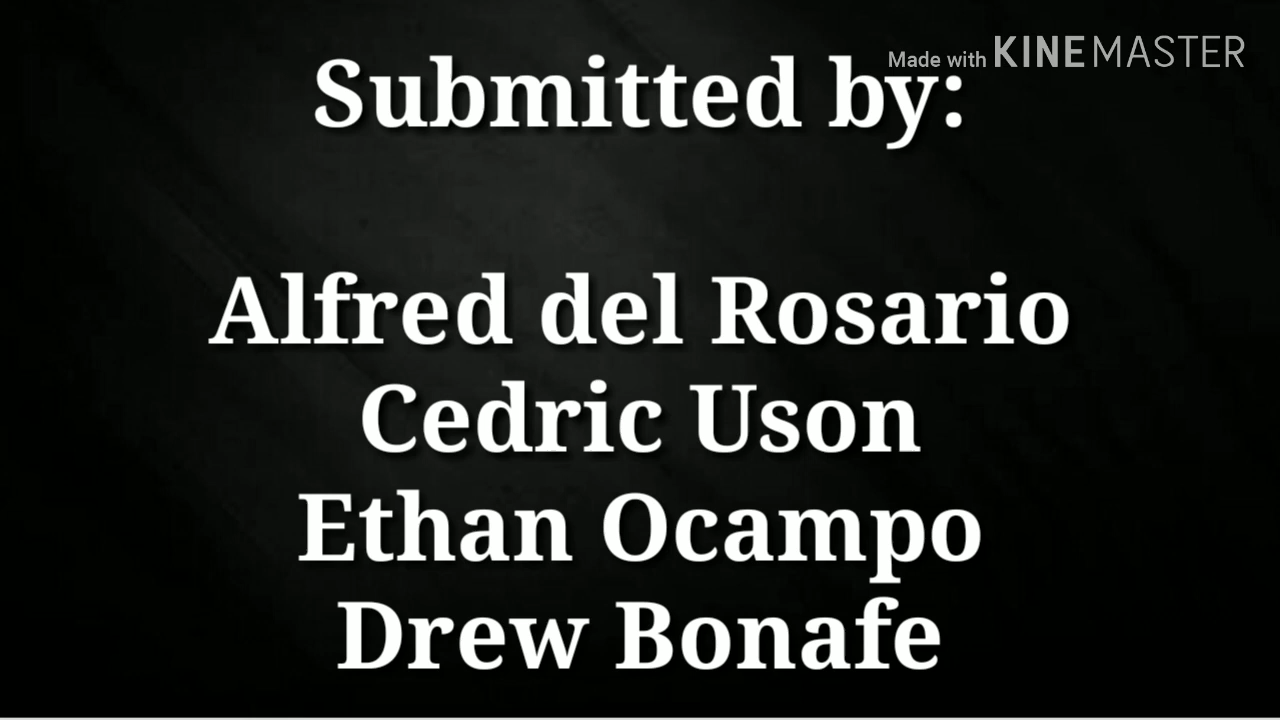 Made with KINEMASTER
Submitted by:
Alfred del Rosario
Cedric Uson
Ethan Ocampo
Drew Bonafe